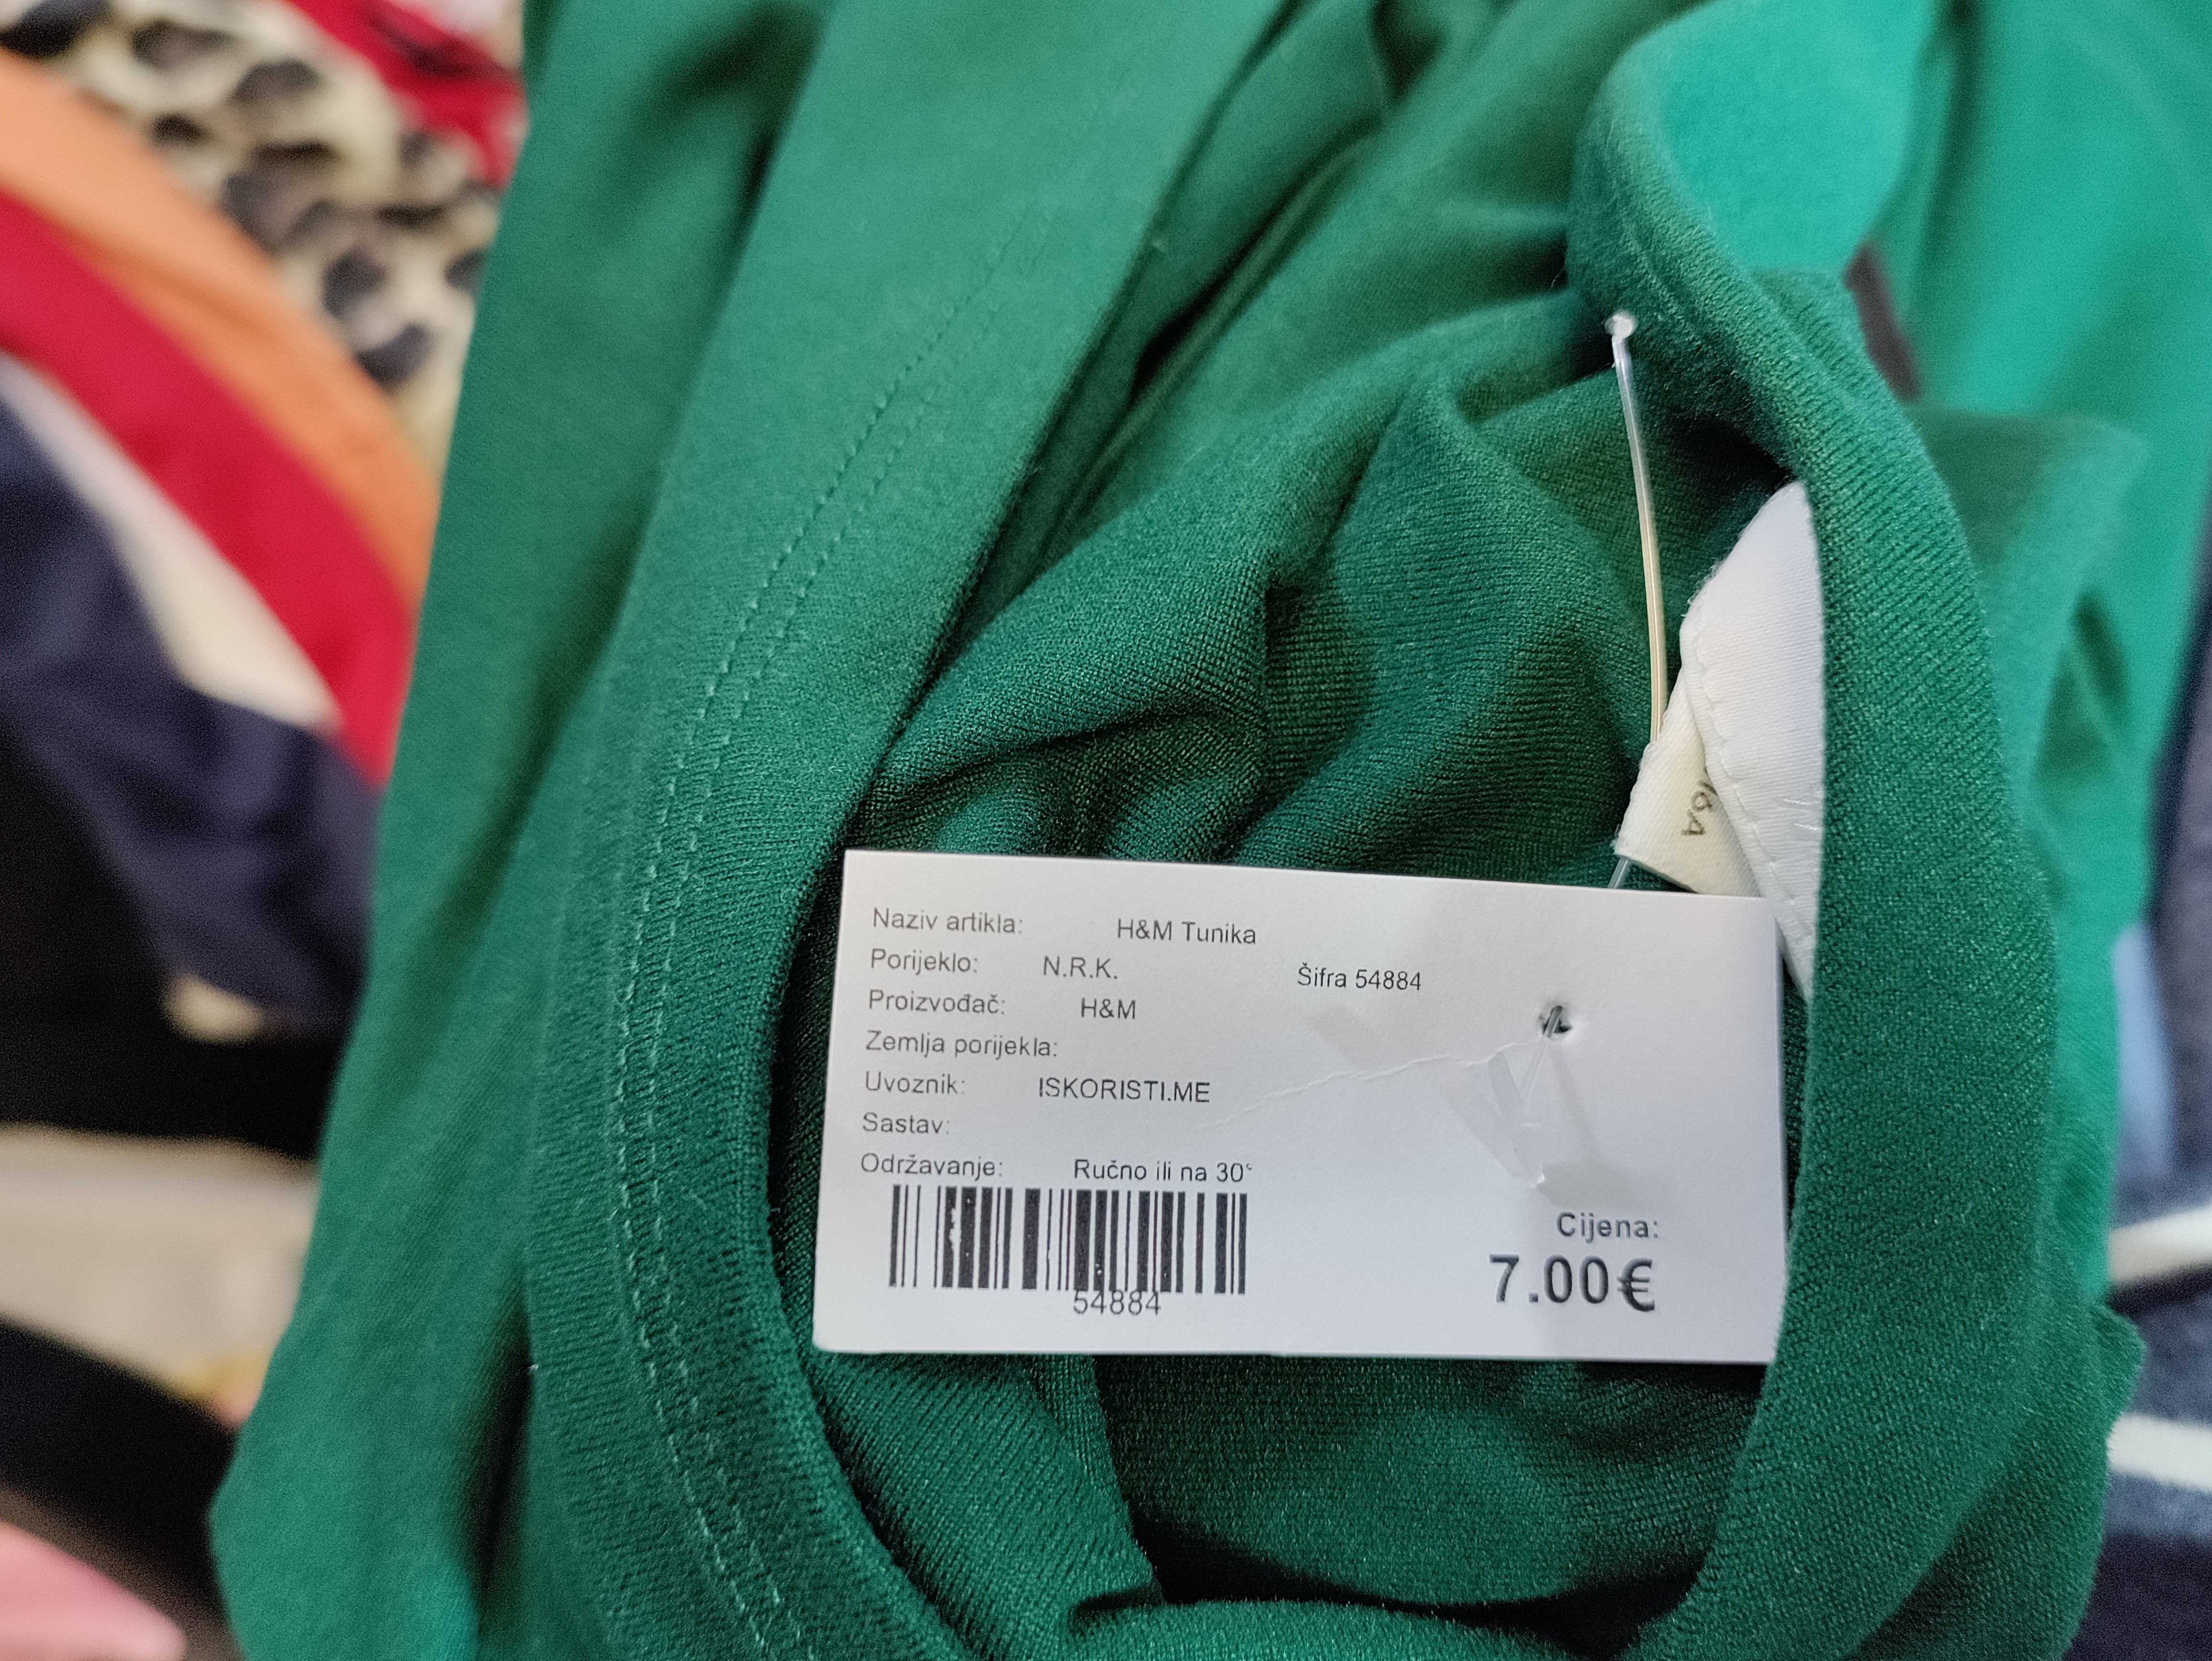 Naziv artikla: H&M Tunika
Porijeklo: N.R.K. Šifra 54884
Proizvođač: H&M
Zemlja porijekla:
Uvoznik: ISKORISTI.ME
Sastav:
Održavanje: Ručno ili na 30°
54884
Cijena:
7.00€